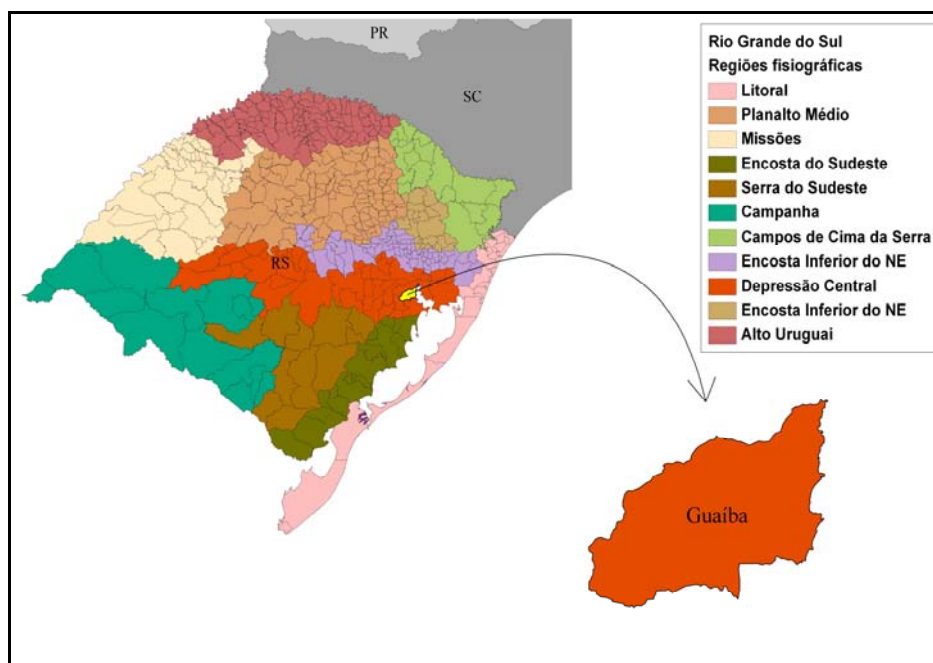 PR
SC
RS
Rio Grande do Sul
Regiões fisiográficas
Litoral
Planalto Médio
Missões
Encosta do Sudeste
Serra do Sudeste
Campanha
Campos de Cima da Serra
Encosta Inferior do NE
Depressão Central
Encosta Inferior do NE
Alto Uruguai
Guaíba